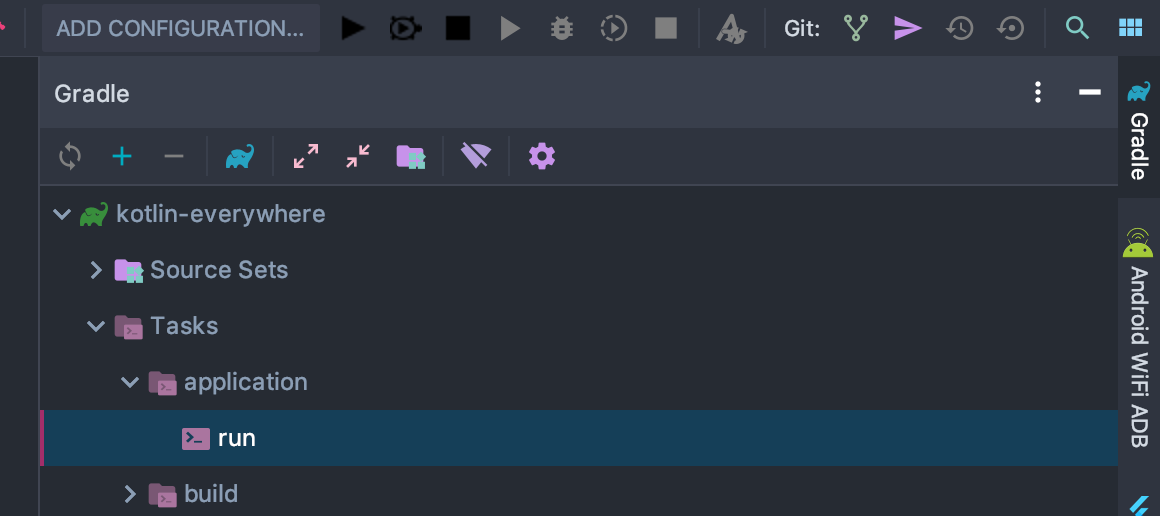 ADD CONFIGURATION...
Git:
Gradle
kotlin-everywhere
Source Sets
Tasks
application
run
build
Gradle
Android WiFi ADB